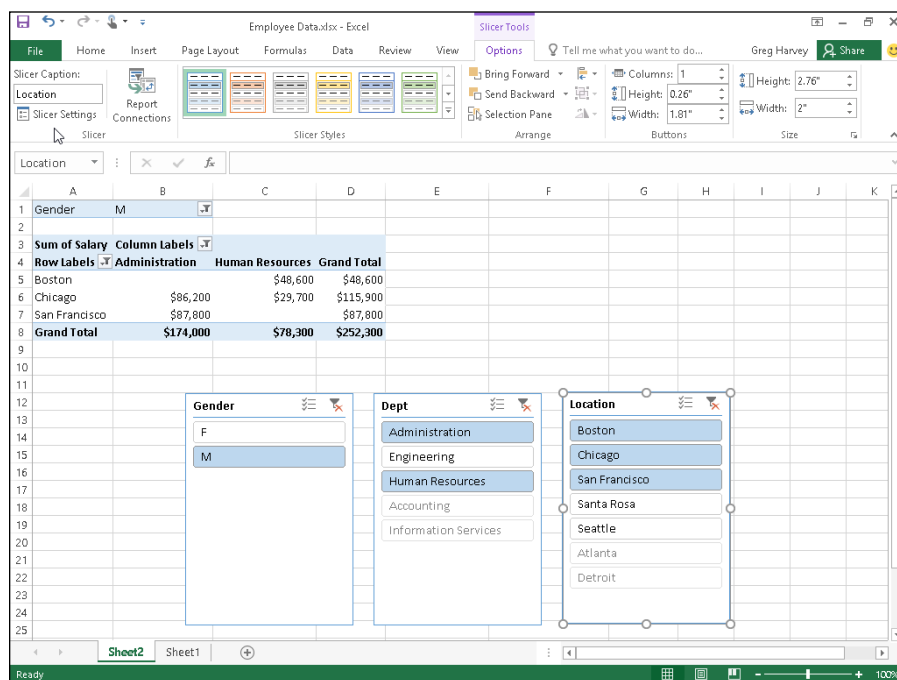 Employee Data.xlsx - Excel
Slicer Tools
File Home Insert Page Layout Formulas Data Review View Options Tell me what you want to do... Greg Harvey Share
Slicer Caption:
Location
Slicer Settings
Report Connections
Slicer
Slicer Styles
Bring Forward
Send Backward
Selection Pane
Arrange
Columns: 1
Height: 0.26"
Width: 1.81"
Buttons
Height: 2.76"
Width: 2"
Size
Location fx
A B C D E F G H I J K
1 Gender M
2
3 Sum of Salary Column Labels
4 Row Labels Administration Human Resources Grand Total
5 Boston $48,600 $48,600
6 Chicago $86,200 $29,700 $115,900
7 San Francisco $87,800 $87,800
8 Grand Total $174,000 $78,300 $252,300
9
10
11
12
13
14
15
16
17
18
19
20
21
22
23
24
25
Gender
F
M
Dept
Administration
Engineering
Human Resources
Accounting
Information Services
Location
Boston
Chicago
San Francisco
Santa Rosa
Seattle
Atlanta
Detroit
Sheet2 Sheet1
Ready 100%